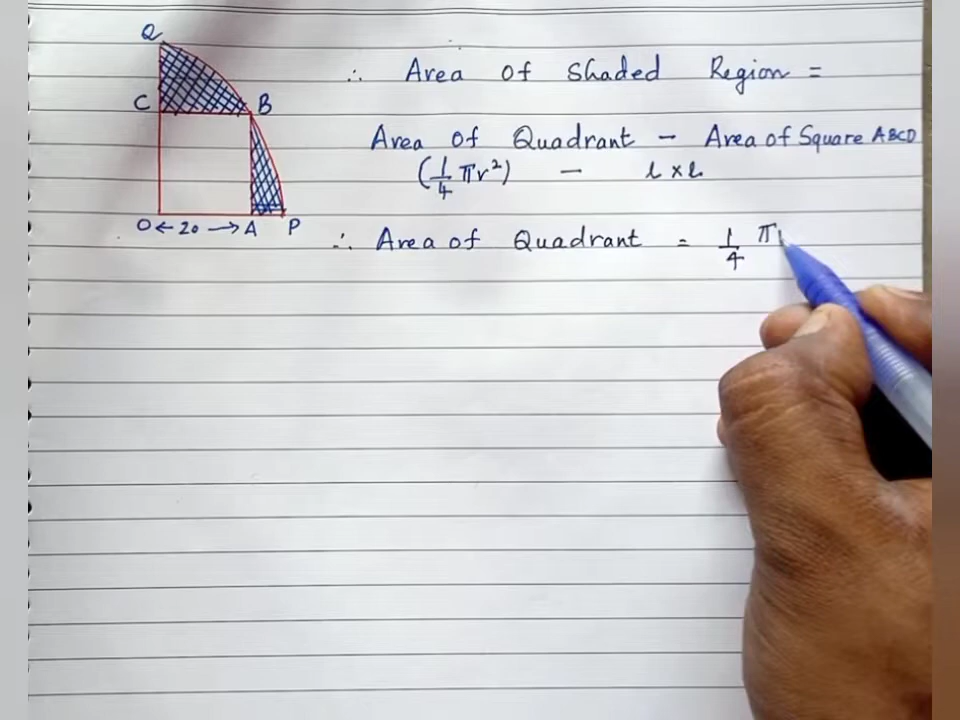 Q
C B
O ← 20 → A P
∴ Area of Shaded Region =
Area of Quadrant - Area of Square ABCD
(1/4 πr²) - l × l
∴ Area of Quadrant = 1/4 π